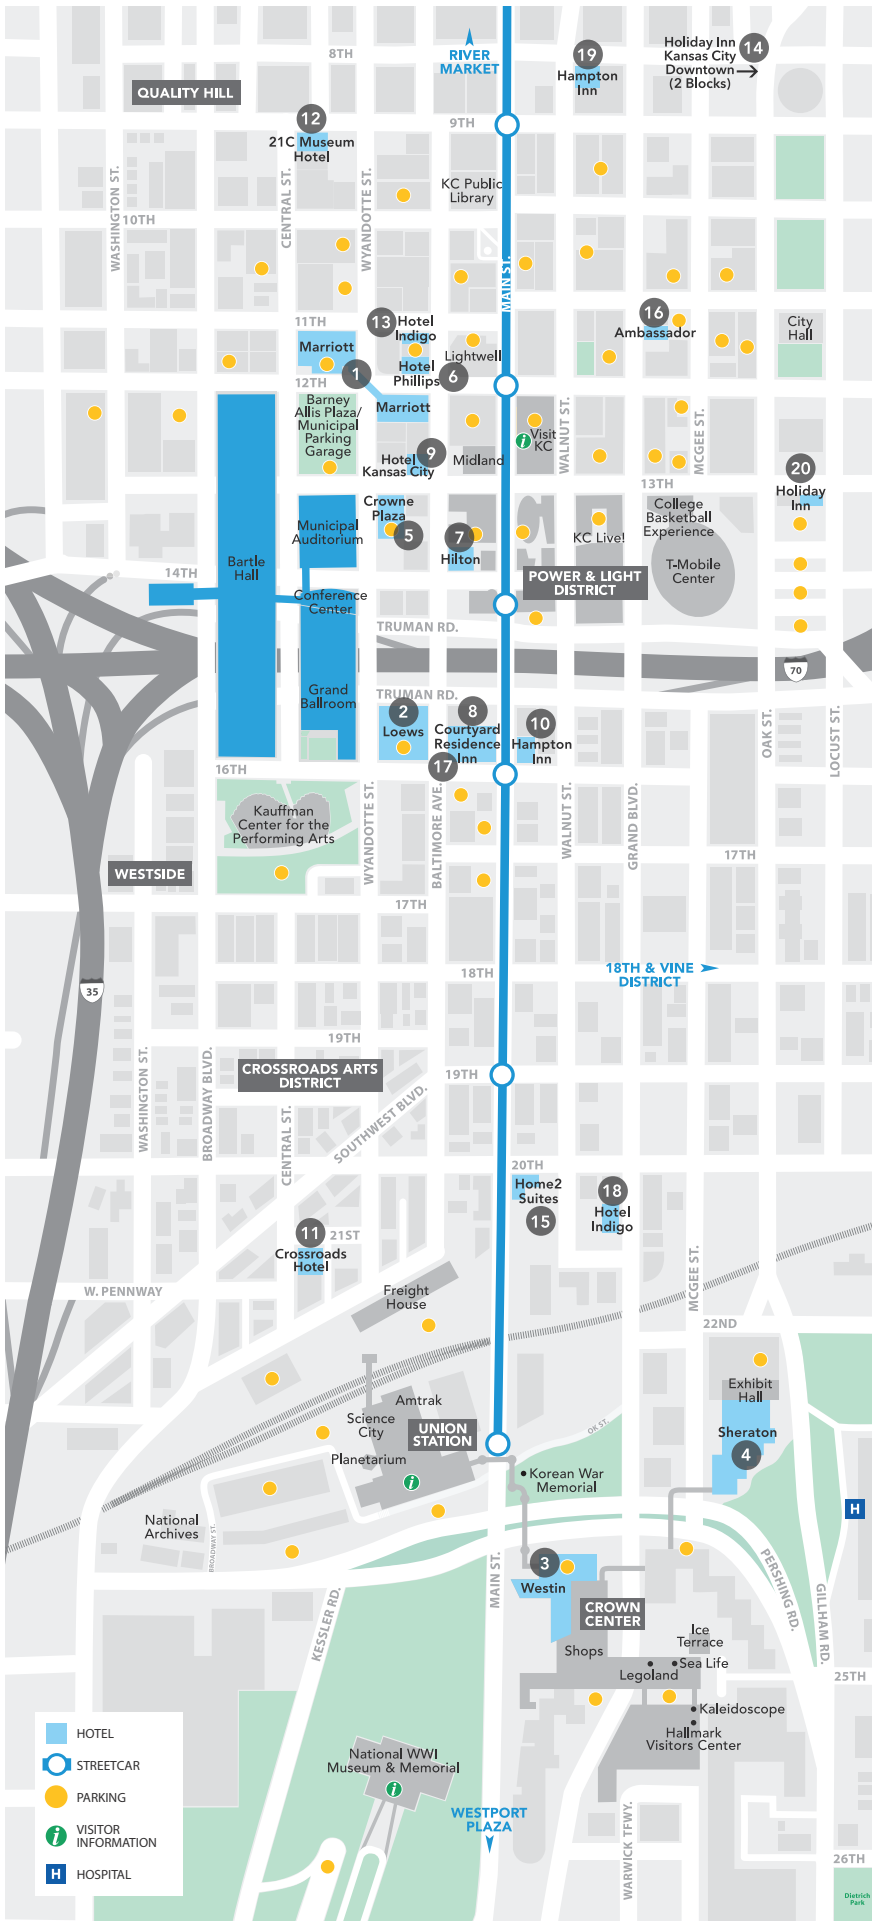 RIVER
MARKET
8TH
19
Hampton
Inn
Holiday Inn
Kansas City
Downtown
(2 Blocks)
14
QUALITY HILL
12
21C Museum
Hotel
9TH
KC Public
Library
WASHINGTON ST.
CENTRAL ST.
WYANDOTTE ST.
10TH
MAIN ST.
11TH
13
Hotel
Indigo
Marriott
Lightwell
16
Ambassador
City
Hall
1
Hotel
Phillips
6
12TH
Barney
Allis Plaza/
Municipal
Parking
Garage
Marriott
9
Hotel
Kansas City
Midland
i
Visit
KC
WALNUT ST.
MCGEE ST.
13TH
20
Holiday
Inn
Crowne
Plaza
5
Municipal
Auditorium
7
Hilton
KC Live!
College
Basketball
Experience
T-Mobile
Center
14TH
Bartle
Hall
Conference
Center
POWER & LIGHT
DISTRICT
TRUMAN RD.
70
Grand
Ballroom
TRUMAN RD.
2
Loews
8
Courtyard
Residence
Inn
17
10
Hampton
Inn
OAK ST.
LOCUST ST.
16TH
Kauffman
Center for the
Performing Arts
WYANDOTTE ST.
BALTIMORE AVE.
WALNUT ST.
GRAND BLVD.
17TH
WESTSIDE
17TH
18TH
18TH & VINE
DISTRICT
35
19TH
CROSSROADS ARTS
DISTRICT
19TH
WASHINGTON ST.
BROADWAY BLVD.
CENTRAL ST.
SOUTHWEST BLVD.
20TH
Home2
Suites
15
18
Hotel
Indigo
11
Crossroads
Hotel
21ST
W. PENNWAY
Freight
House
MCGEE ST.
22ND
Exhibit
Hall
Sheraton
4
Amtrak
Science
City
UNION
STATION
Planetarium
i
OK ST.
Korean War
Memorial
National
Archives
BROADWAY ST.
H
3
Westin
MAIN ST.
CROWN
CENTER
PERSHING RD.
GILLHAM RD.
KESSLER RD.
Shops
Ice
Terrace
Sea Life
Legoland
25TH
Kaleidoscope
Hallmark
Visitors Center
National WWI
Museum & Memorial
i
WESTPORT
PLAZA
WARWICK TFWY.
26TH
Dietrich
Park
HOTEL
STREETCAR
PARKING
i
VISITOR
INFORMATION
H
HOSPITAL